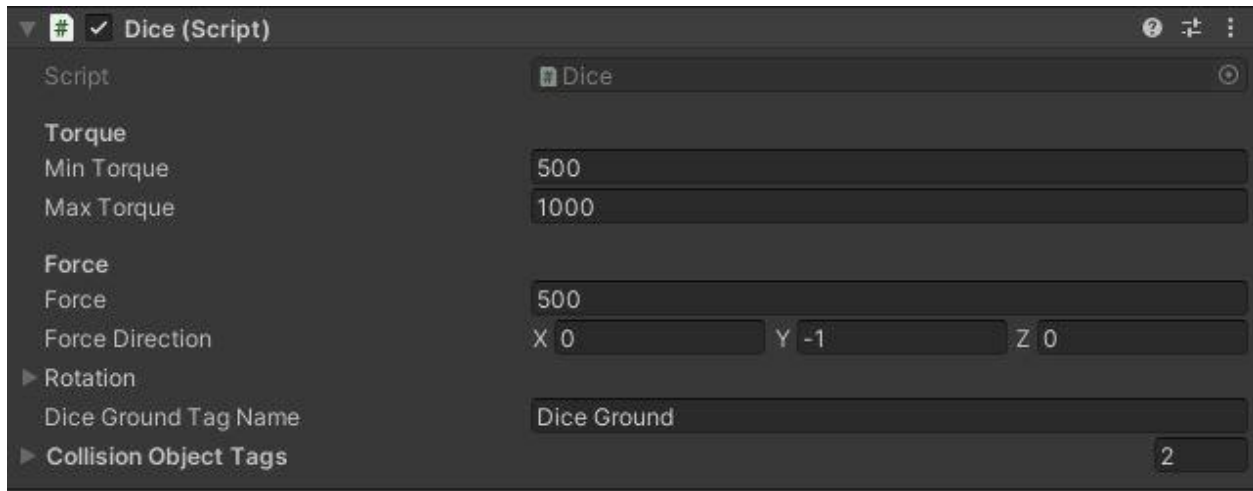 # Dice (Script)
Script # Dice
Torque
Min Torque 500
Max Torque 1000
Force
Force 500
Force Direction X 0 Y -1 Z 0
Rotation
Dice Ground Tag Name Dice Ground
Collision Object Tags 2